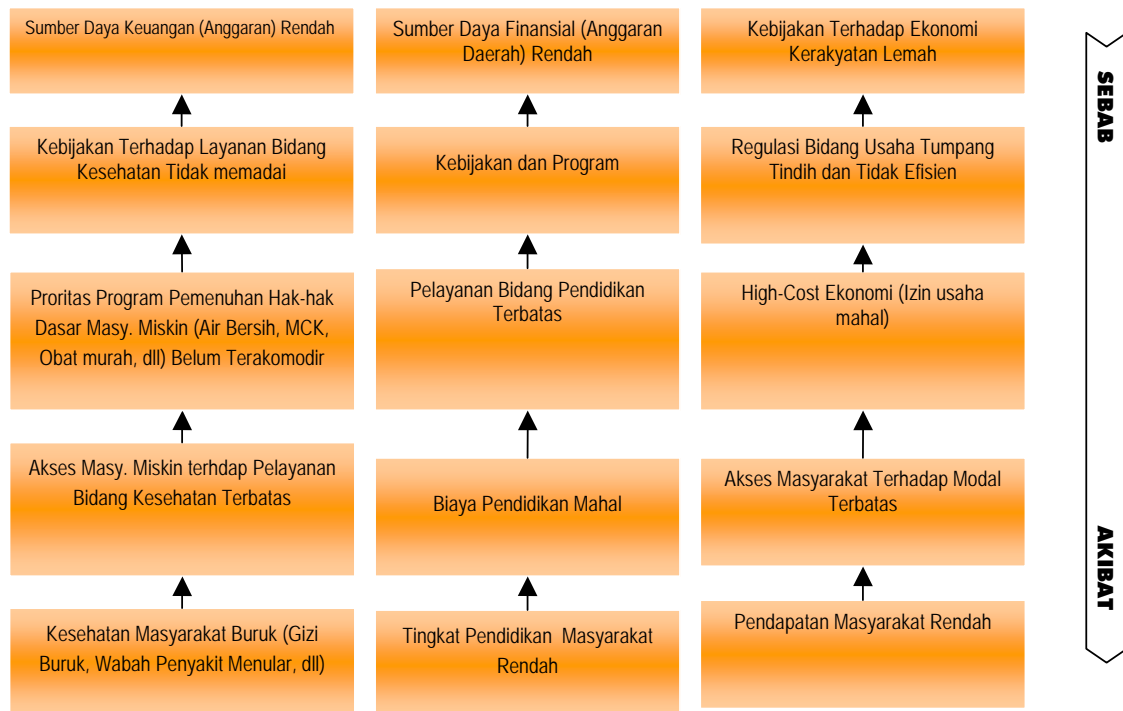 Sumber Daya Keuangan (Anggaran) Rendah
Kebijakan Terhadap Layanan Bidang
Kesehatan Tidak memadai
Proritas Program Pemenuhan Hak-hak
Dasar Masy. Miskin (Air Bersih, MCK,
Obat murah, dll) Belum Terakomodir
Akses Masy. Miskin terhdap Pelayanan
Bidang Kesehatan Terbatas
Kesehatan Masyarakat Buruk (Gizi
Buruk, Wabah Penyakit Menular, dll)
Sumber Daya Finansial (Anggaran
Daerah) Rendah
Kebijakan dan Program
Pelayanan Bidang Pendidikan
Terbatas
Biaya Pendidikan Mahal
Tingkat Pendidikan Masyarakat
Rendah
Kebijakan Terhadap Ekonomi
Kerakyatan Lemah
Regulasi Bidang Usaha Tumpang
Tindih dan Tidak Efisien
High-Cost Ekonomi (Izin usaha
mahal)
Akses Masyarakat Terhadap Modal
Terbatas
Pendapatan Masyarakat Rendah
SEBAB
AKIBAT